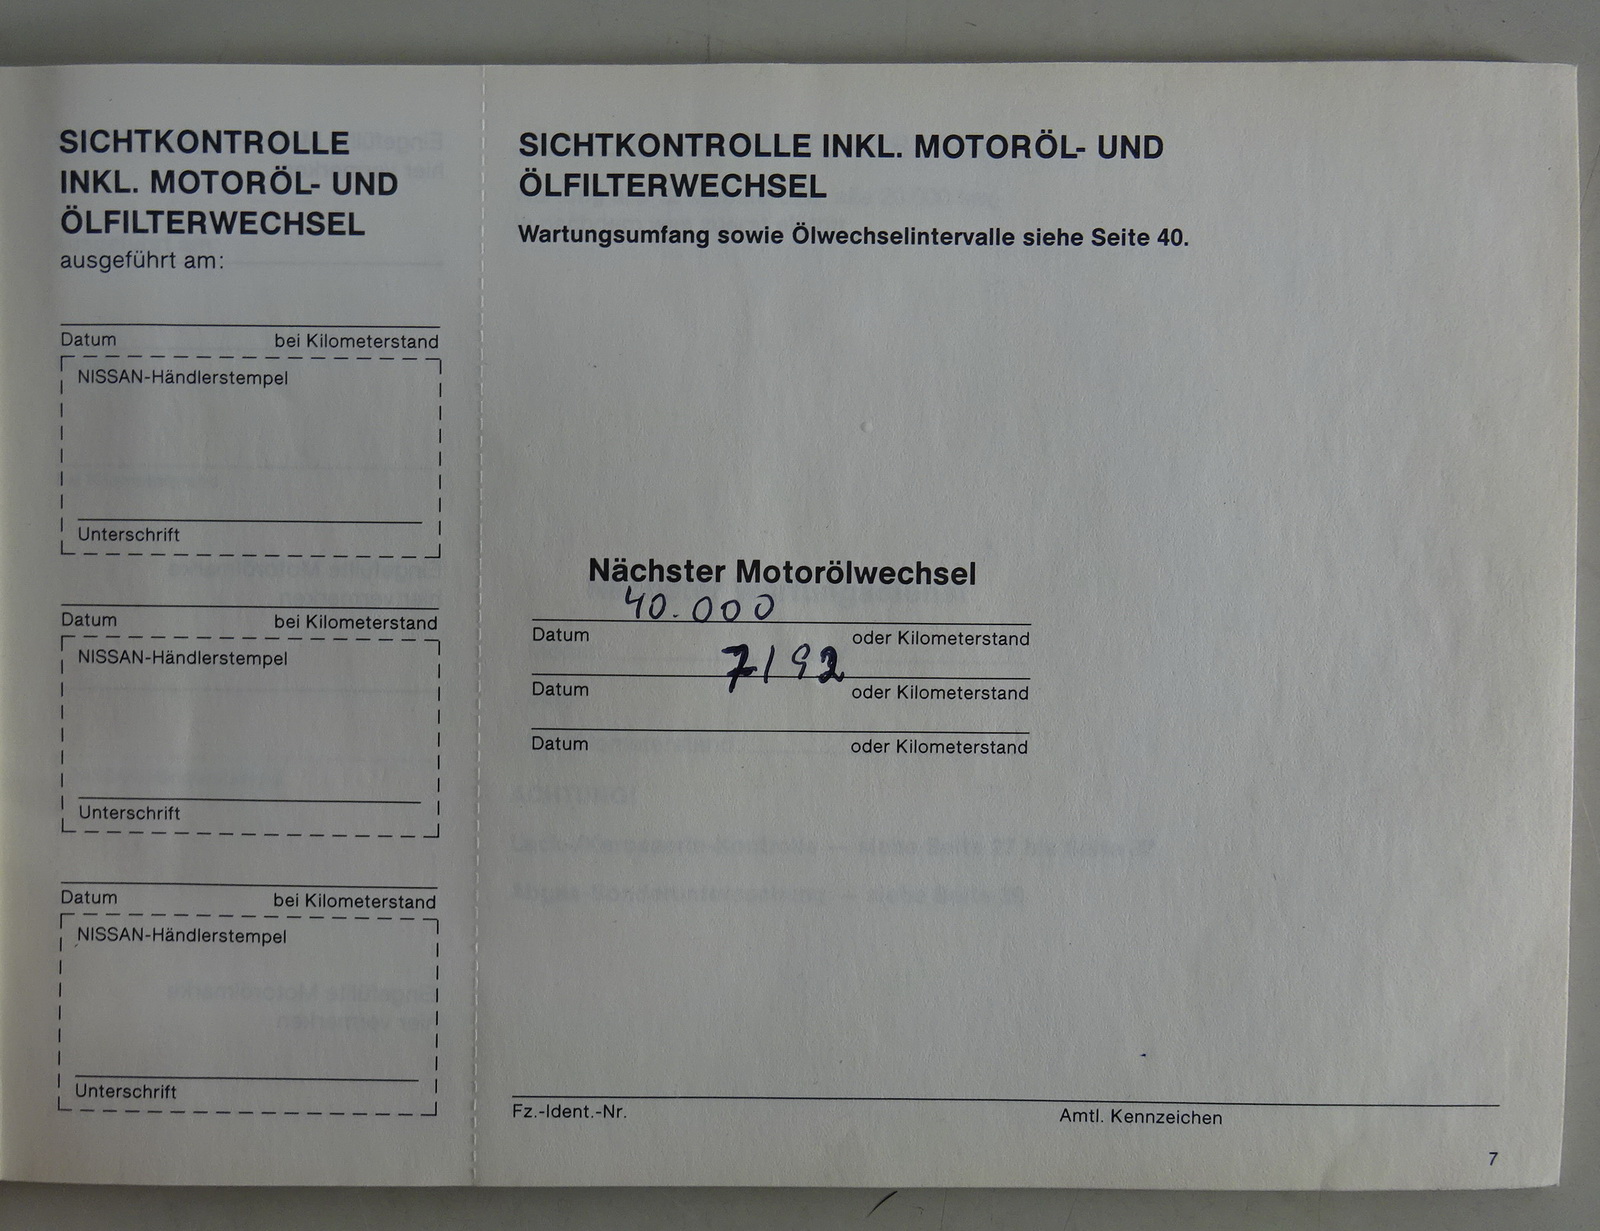 SICHTKONTROLLE
INKL. MOTORÖL- UND
ÖLFILTERWECHSEL
ausgeführt am:
Datum bei Kilometerstand
NISSAN-Händlerstempel
Unterschrift
Datum bei Kilometerstand
NISSAN-Händlerstempel
Unterschrift
Datum bei Kilometerstand
NISSAN-Händlerstempel
Unterschrift
SICHTKONTROLLE INKL. MOTORÖL- UND
ÖLFILTERWECHSEL
Wartungsumfang sowie Ölwechselintervalle siehe Seite 40.
Nächster Motorölwechsel
40.000
Datum oder Kilometerstand
7/92
Datum oder Kilometerstand
Datum oder Kilometerstand
Fz.-Ident.-Nr. Amtl. Kennzeichen
7